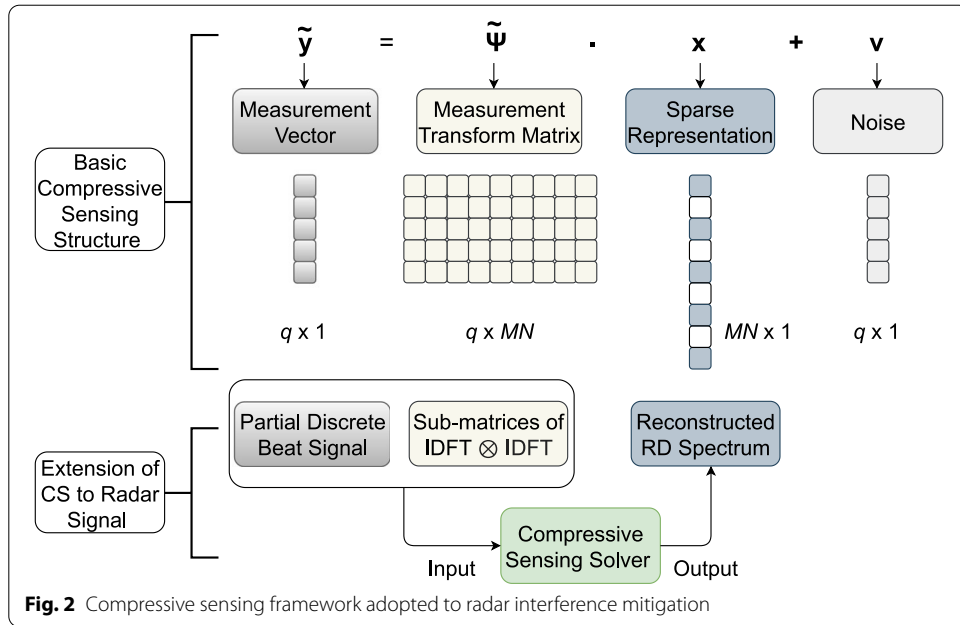 ỹ = Ψ̃ · x + v
Measurement
Vector
Measurement
Transform Matrix
Sparse
Representation
Noise
Basic
Compressive
Sensing
Structure
q x 1
q x MN
MN x 1
q x 1
Partial Discrete
Beat Signal
Sub-matrices of
IDFT ⊗ IDFT
Reconstructed
RD Spectrum
Extension of
CS to Radar
Signal
Compressive
Sensing Solver
Input
Output
Fig. 2 Compressive sensing framework adopted to radar interference mitigation